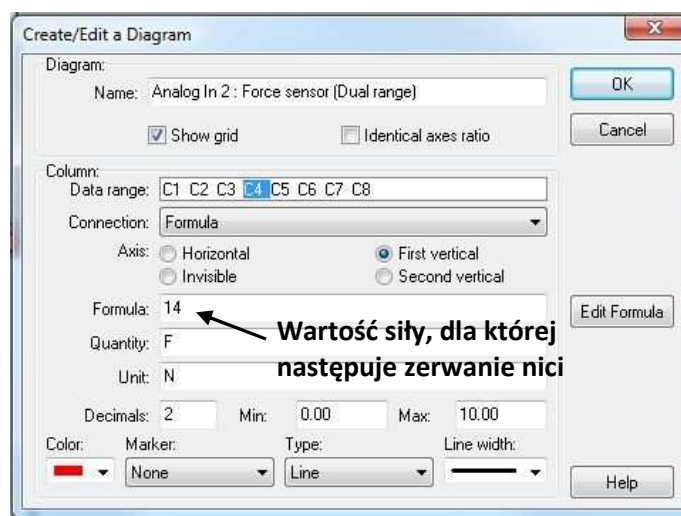 Create/Edit a Diagram
Diagram:
Name: Analog In 2 : Force sensor (Dual range)
OK
Show grid
Identical axes ratio
Cancel
Column:
Data range: C1 C2 C3 C4 C5 C6 C7 C8
Connection: Formula
Axis: Horizontal
First vertical
Invisible
Second vertical
Formula: 14
Edit Formula
Wartość siły, dla której
następuje zerwanie nici
Quantity: F
Unit: N
Decimals: 2 Min: 0.00 Max: 10.00
Color: Marker: Type: Line width:
None Line
Help